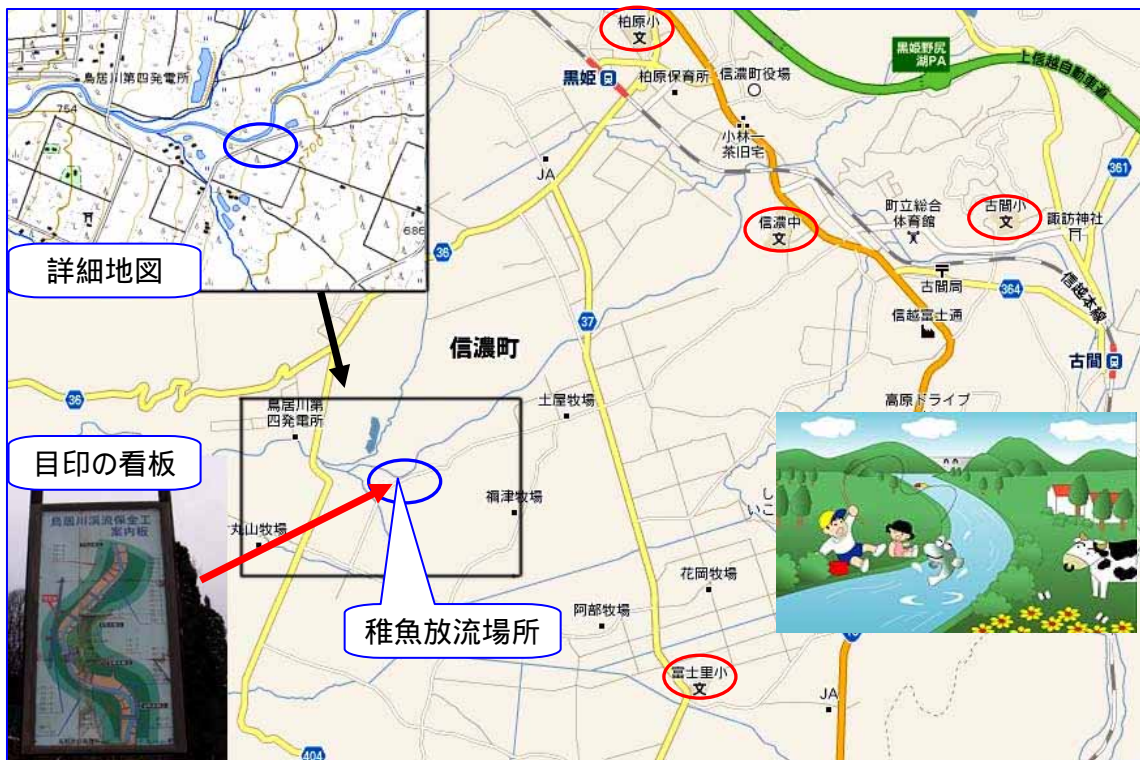 鳥居川第四発電所
754
700
686
詳細地図
柏原小
文
黒姫
柏原保育所
信濃町役場
黒姫野尻
湖PA
上信越自動車道
小林一
茶旧宅
JA
361
信濃中
文
町立総合
体育館
古間小
文
諏訪神社
36
古間局
364
信越本線
信越富士通
37
信濃町
古間
36
鳥居川第
四発電所
土屋牧場
高原ドライブ
目印の看板
禰津牧場
し
いこ
鳥居川渓流保全工
案内板
丸山牧場
花岡牧場
阿部牧場
稚魚放流場所
富士里小
文
JA
404